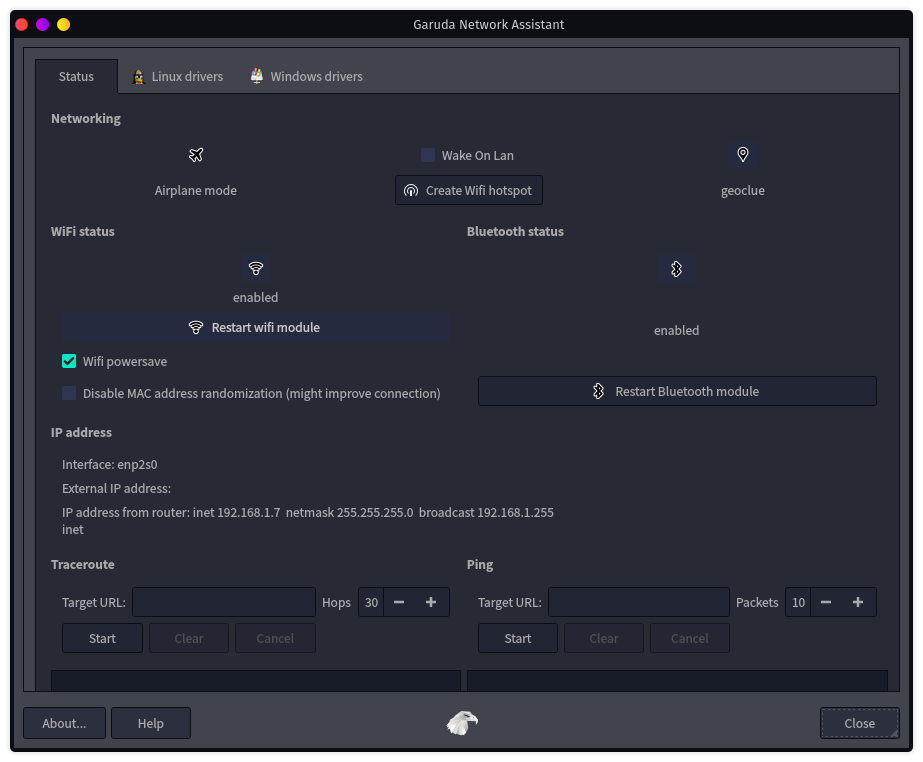 Garuda Network Assistant
Status
Linux drivers
Windows drivers
Networking
Wake On Lan
Airplane mode
Create Wifi hotspot
geoclue
WiFi status
Bluetooth status
enabled
Restart wifi module
enabled
Wifi powersave
Disable MAC address randomization (might improve connection)
Restart Bluetooth module
IP address
Interface: enp2s0
External IP address:
IP address from router: inet 192.168.1.7 netmask 255.255.255.0 broadcast 192.168.1.255
inet
Traceroute
Ping
Target URL:
Hops
30
Target URL:
Packets
10
Start
Clear
Cancel
Start
Clear
Cancel
About...
Help
Close